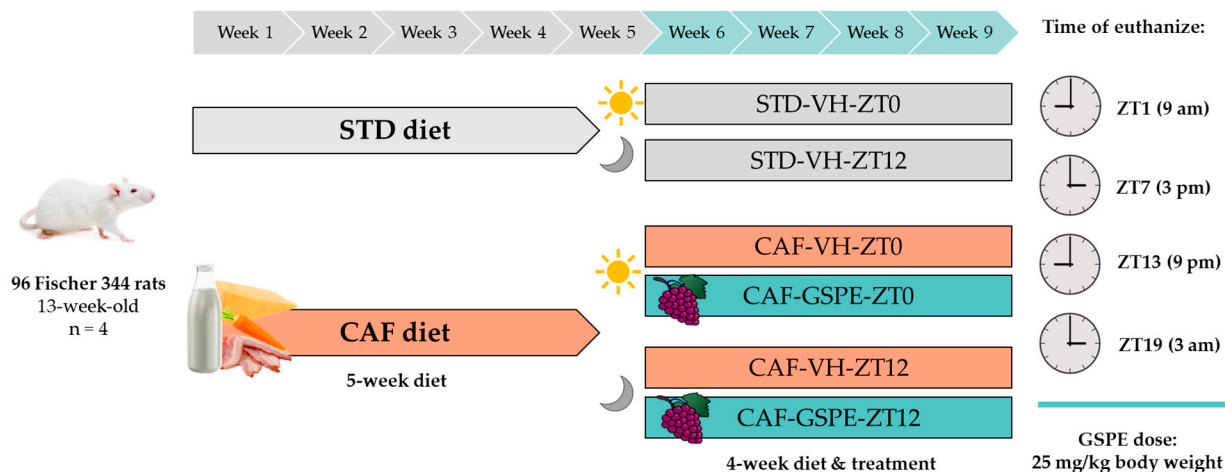 Week 1
Week 2
Week 3
Week 4
Week 5
Week 6
Week 7
Week 8
Week 9
Time of euthanize:
STD diet
STD-VH-ZT0
STD-VH-ZT12
ZT1 (9 am)
ZT7 (3 pm)
96 Fischer 344 rats
13-week-old
n = 4
CAF diet
5-week diet
CAF-VH-ZT0
CAF-GSPE-ZT0
CAF-VH-ZT12
CAF-GSPE-ZT12
4-week diet & treatment
ZT13 (9 pm)
ZT19 (3 am)
GSPE dose:
25 mg/kg body weight